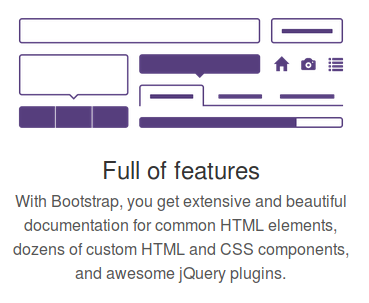 Full of features
With Bootstrap, you get extensive and beautiful
documentation for common HTML elements,
dozens of custom HTML and CSS components,
and awesome jQuery plugins.